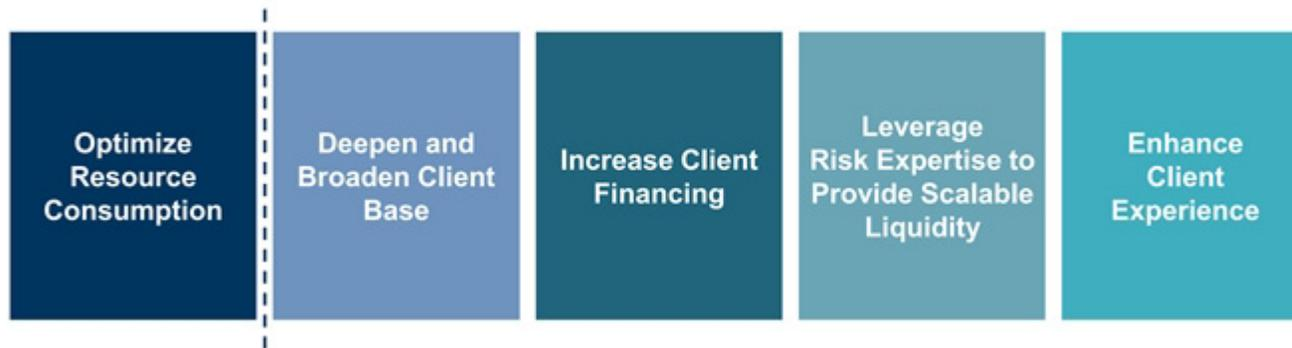 Optimize
Resource
Consumption
Deepen and
Broaden Client
Base
Increase Client
Financing
Leverage
Risk Expertise to
Provide Scalable
Liquidity
Enhance
Client
Experience